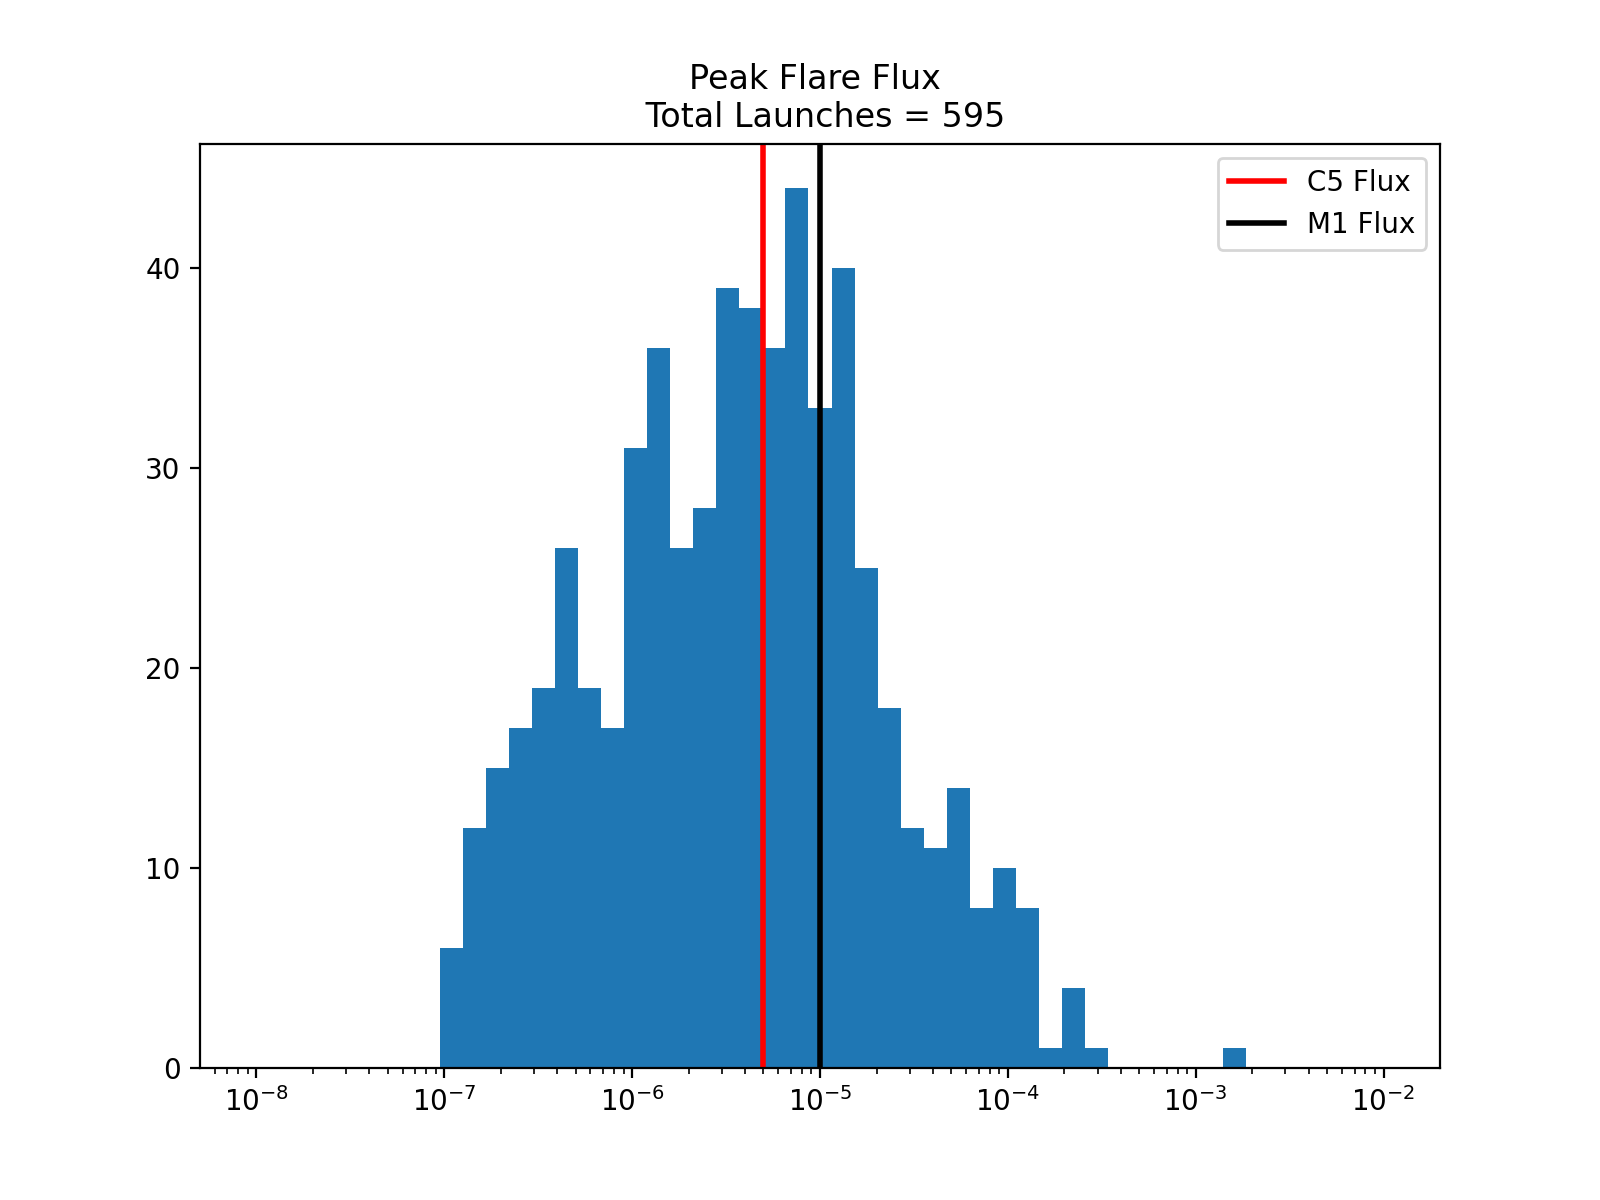 Peak Flare Flux
Total Launches = 595
C5 Flux
M1 Flux
40
30
20
10
0
10⁻⁸ 10⁻⁷ 10⁻⁶ 10⁻⁵ 10⁻⁴ 10⁻³ 10⁻²